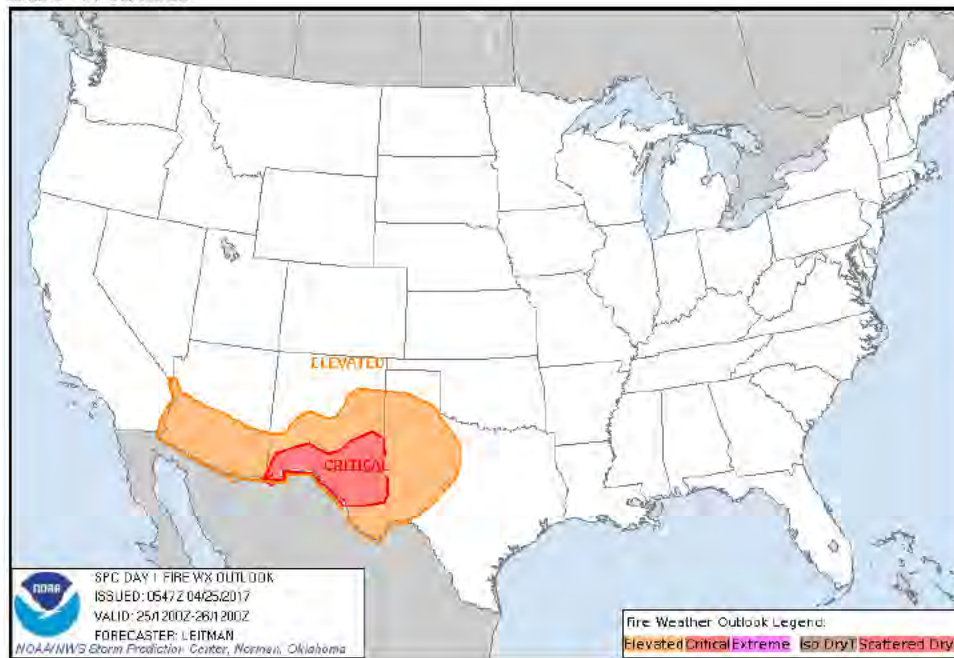 ELEVATED
CRITICAL
NOAA
SPC DAY 1 FIRE WX OUTLOOK
ISSUED: 0547Z 04/25/2017
VALID: 25/1200Z-26/1200Z
FORECASTER: LEITMAN
NOAA/NWS Storm Prediction Center, Norman, Oklahoma
Fire Weather Outlook Legend:
Elevated Critical Extreme Iso DryT Scattered Dry